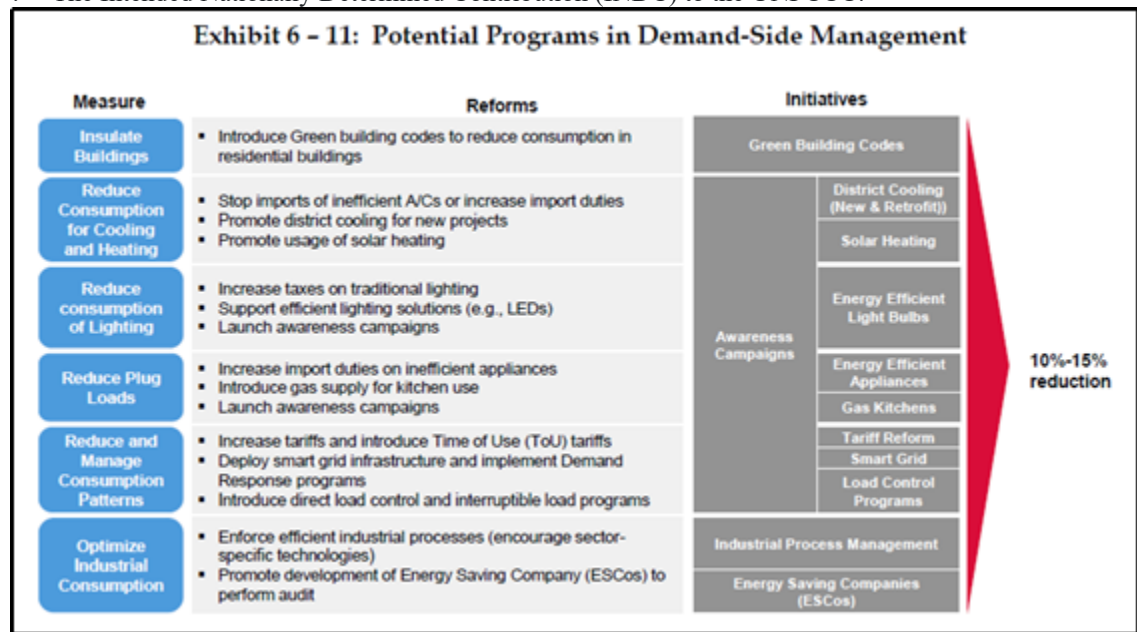 Exhibit 6 – 11: Potential Programs in Demand-Side Management
Measure
Reforms
Initiatives
Insulate
Buildings
▪ Introduce Green building codes to reduce consumption in
residential buildings
Green Building Codes
Reduce
Consumption
for Cooling
and Heating
▪ Stop imports of inefficient A/Cs or increase import duties
▪ Promote district cooling for new projects
▪ Promote usage of solar heating
District Cooling
(New & Retrofit))
Solar Heating
Reduce
consumption
of Lighting
▪ Increase taxes on traditional lighting
▪ Support efficient lighting solutions (e.g., LEDs)
▪ Launch awareness campaigns
Energy Efficient
Light Bulbs
Awareness
Campaigns
Reduce Plug
Loads
▪ Increase import duties on inefficient appliances
▪ Introduce gas supply for kitchen use
▪ Launch awareness campaigns
Energy Efficient
Appliances
Gas Kitchens
10%-15%
reduction
Reduce and
Manage
Consumption
Patterns
▪ Increase tariffs and introduce Time of Use (ToU) tariffs
▪ Deploy smart grid infrastructure and implement Demand
Response programs
▪ Introduce direct load control and interruptible load programs
Tariff Reform
Smart Grid
Load Control
Programs
Optimize
Industrial
Consumption
▪ Enforce efficient industrial processes (encourage sector-
specific technologies)
▪ Promote development of Energy Saving Company (ESCos) to
perform audit
Industrial Process Management
Energy Saving Companies
(ESCos)